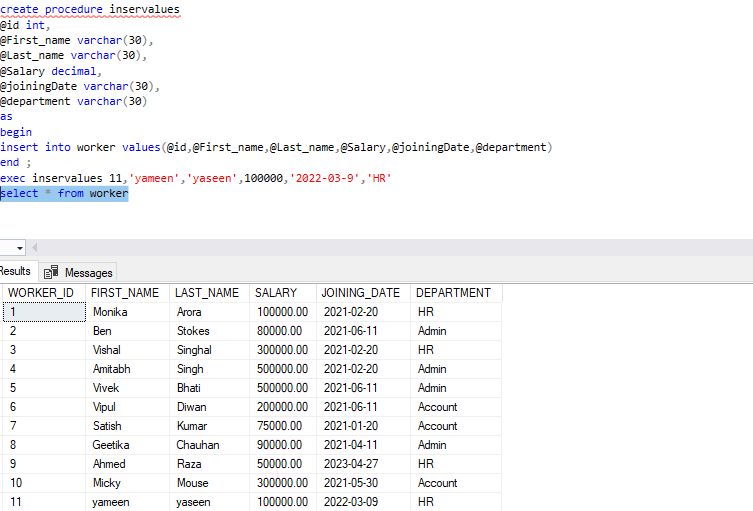 create procedure inservalues
@id int,
@First_name varchar(30),
@Last_name varchar(30),
@Salary decimal,
@joiningDate varchar(30),
@department varchar(30)
as
begin
insert into worker values(@id,@First_name,@Last_name,@Salary,@joiningDate,@department)
end ;
exec inservalues 11,'yameen','yaseen',100000,'2022-03-9','HR'
select * from worker
Results Messages
WORKER_ID FIRST_NAME LAST_NAME SALARY JOINING_DATE DEPARTMENT
1 Monika Arora 100000.00 2021-02-20 HR
2 Ben Stokes 80000.00 2021-06-11 Admin
3 Vishal Singhal 300000.00 2021-02-20 HR
4 Amitabh Singh 500000.00 2021-02-20 Admin
5 Vivek Bhati 500000.00 2021-06-11 Admin
6 Vipul Diwan 200000.00 2021-06-11 Account
7 Satish Kumar 75000.00 2021-01-20 Account
8 Geetika Chauhan 90000.00 2021-04-11 Admin
9 Ahmed Raza 50000.00 2023-04-27 HR
10 Micky Mouse 300000.00 2021-05-30 Account
11 yameen yaseen 100000.00 2022-03-09 HR